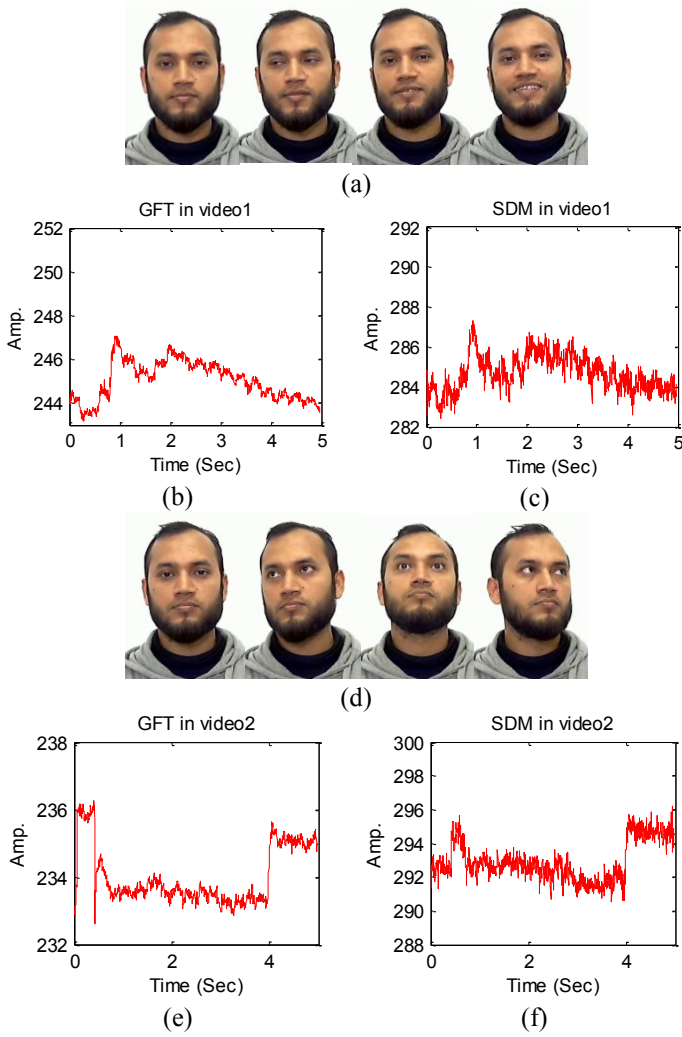 (a)
GFT in video1
252
250
248
246
244
Amp.
0 1 2 3 4 5
Time (Sec)
(b)
SDM in video1
292
290
288
286
284
282
Amp.
0 1 2 3 4 5
Time (Sec)
(c)
(d)
GFT in video2
238
236
234
232
Amp.
0 2 4
Time (Sec)
(e)
SDM in video2
300
298
296
294
292
290
288
Amp.
0 2 4
Time (Sec)
(f)